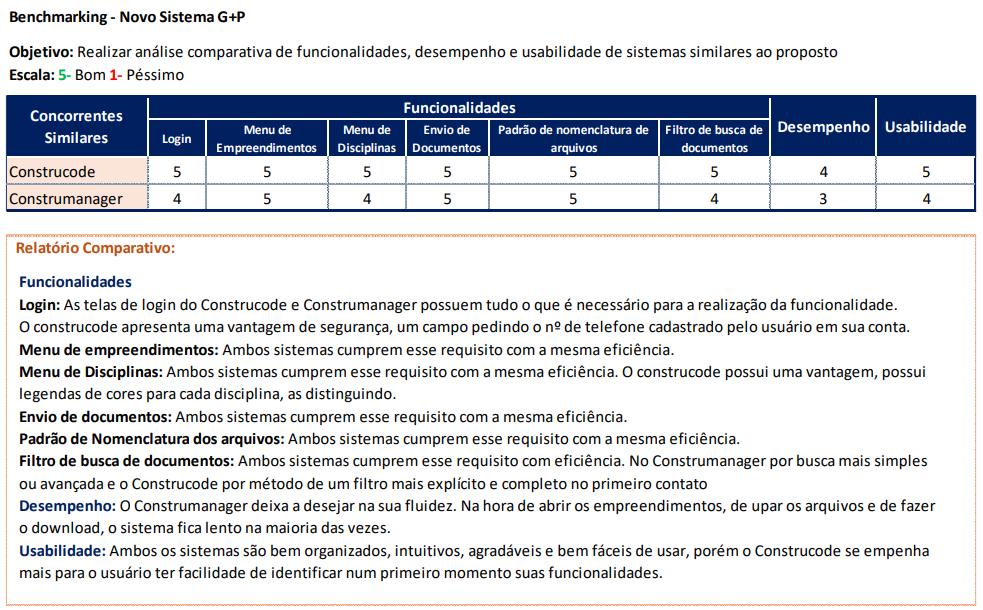 Benchmarking - Novo Sistema G+P
Objetivo: Realizar análise comparativa de funcionalidades, desempenho e usabilidade de sistemas similares ao proposto
Escala: 5- Bom 1- Péssimo
Concorrentes Similares Funcionalidades Desempenho Usabilidade
Login Menu de Empreendimentos Menu de Disciplinas Envio de Documentos Padrão de nomenclatura de arquivos Filtro de busca de documentos
Construcode 5 5 5 5 5 5 4 5
Construmanager 4 5 4 5 5 4 3 4
Relatório Comparativo:
Funcionalidades
Login: As telas de login do Construcode e Construmanager possuem tudo o que é necessário para a realização da funcionalidade.
O construcode apresenta uma vantagem de segurança, um campo pedindo o nº de telefone cadastrado pelo usuário em sua conta.
Menu de empreendimentos: Ambos sistemas cumprem esse requisito com a mesma eficiência.
Menu de Disciplinas: Ambos sistemas cumprem esse requisito com a mesma eficiência. O construcode possui uma vantagem, possui
legendas de cores para cada disciplina, as distinguindo.
Envio de documentos: Ambos sistemas cumprem esse requisito com a mesma eficiência.
Padrão de Nomenclatura dos arquivos: Ambos sistemas cumprem esse requisito com a mesma eficiência.
Filtro de busca de documentos: Ambos sistemas cumprem esse requisito com eficiência. No Construmanager por busca mais simples
ou avançada e o Construcode por método de um filtro mais explícito e completo no primeiro contato
Desempenho: O Construmanager deixa a desejar na sua fluidez. Na hora de abrir os empreendimentos, de upar os arquivos e de fazer
o download, o sistema fica lento na maioria das vezes.
Usabilidade: Ambos os sistemas são bem organizados, intuitivos, agradáveis e bem fáceis de usar, porém o Construcode se empenha
mais para o usuário ter facilidade de identificar num primeiro momento suas funcionalidades.